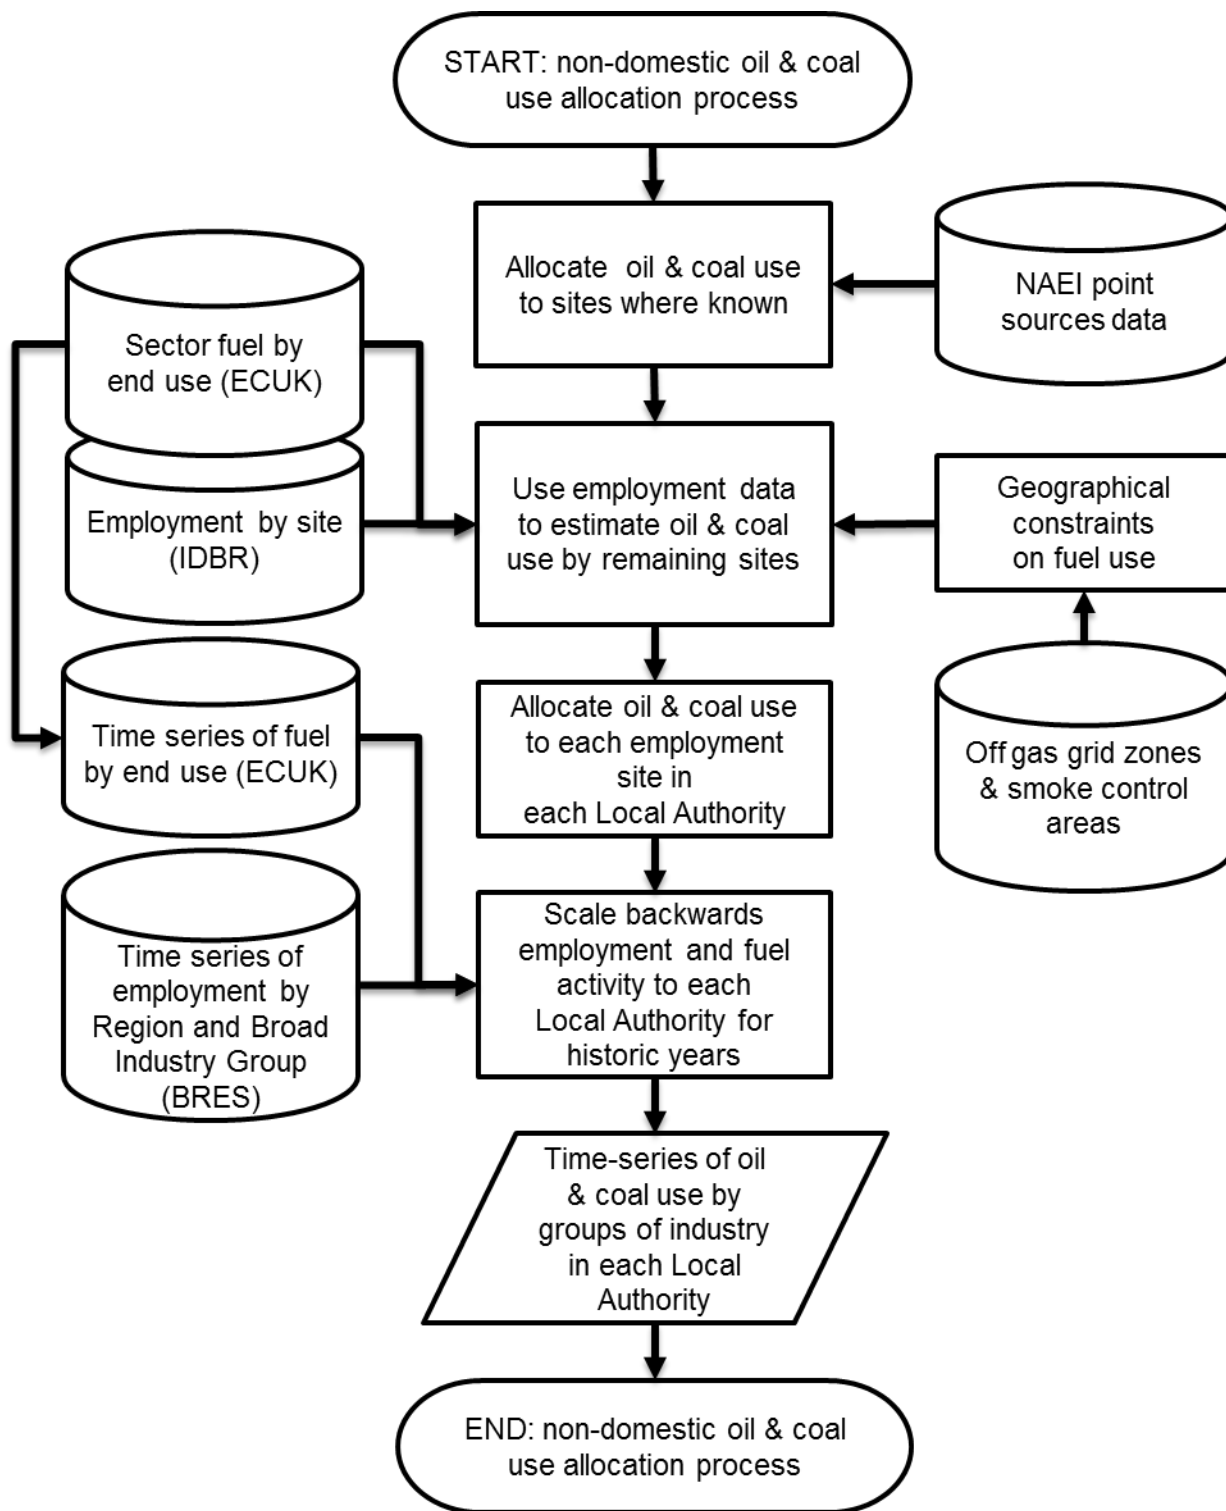 START: non-domestic oil & coal
use allocation process
Allocate oil & coal use
to sites where known
NAEI point
sources data
Sector fuel by
end use (ECUK)
Employment by site
(IDBR)
Use employment data
to estimate oil & coal
use by remaining sites
Geographical
constraints
on fuel use
Off gas grid zones
& smoke control
areas
Time series of fuel
by end use (ECUK)
Allocate oil & coal use
to each employment
site in
each Local Authority
Time series of
employment by
Region and Broad
Industry Group
(BRES)
Scale backwards
employment and fuel
activity to each
Local Authority for
historic years
Time-series of oil
& coal use by
groups of industry
in each Local
Authority
END: non-domestic oil & coal
use allocation process